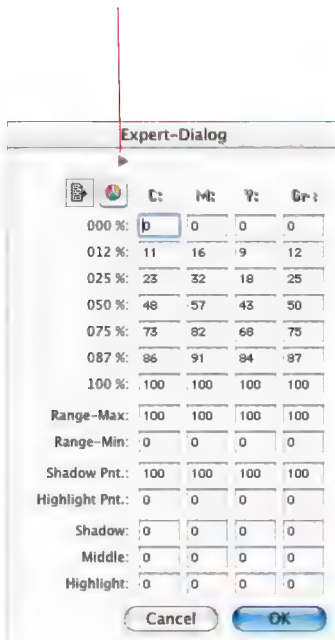 Expert-Dialog
C: M: Y: Gr:
000 %: 0 0 0 0
012 %: 11 16 9 12
025 %: 23 32 18 25
050 %: 48 57 43 50
075 %: 73 82 68 75
087 %: 86 91 84 87
100 %: 100 100 100 100
Range-Max: 100 100 100 100
Range-Min: 0 0 0 0
Shadow Pnt.: 100 100 100 100
Highlight Pnt.: 0 0 0 0
Shadow: 0 0 0 0
Middle: 0 0 0 0
Highlight: 0 0 0 0
Cancel OK